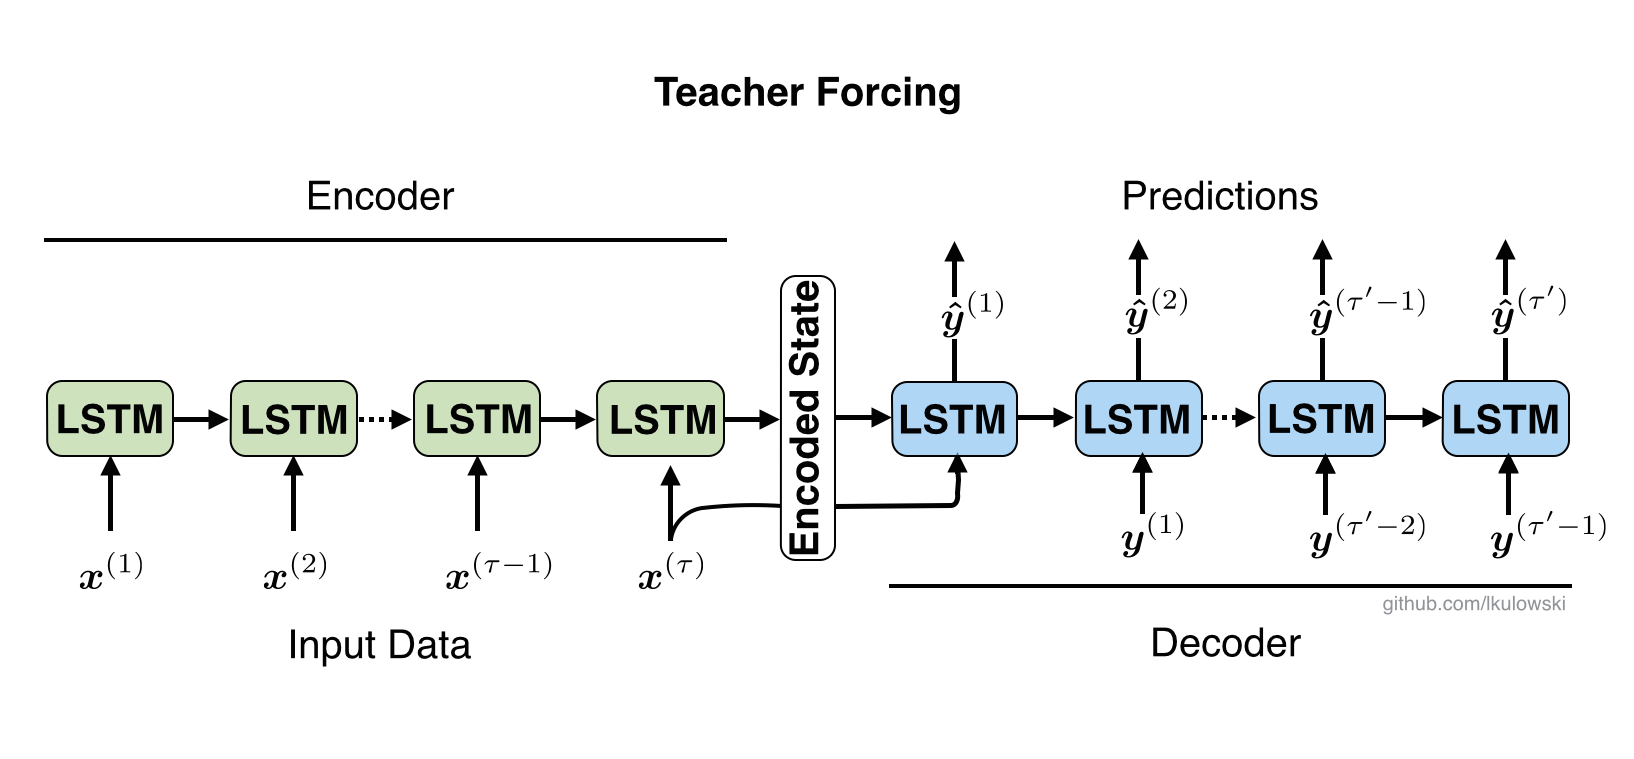 Teacher Forcing
Encoder
Predictions
ŷ^(1) ŷ^(2) ŷ^(τ′−1) ŷ^(τ′)
LSTM LSTM LSTM LSTM
Encoded State
LSTM LSTM LSTM LSTM
y^(1) y^(τ′−2) y^(τ′−1)
x^(1) x^(2) x^(τ−1) x^(τ)
github.com/lkulowski
Input Data
Decoder